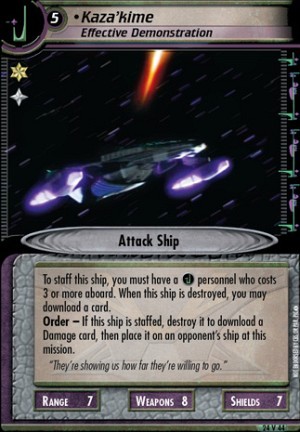 5
• Kaza'kime
Effective Demonstration
Attack Ship
To staff this ship, you must have a personnel who costs
3 or more aboard. When this ship is destroyed, you may
download a card.
Order – If this ship is staffed, destroy it to download a
Damage card, then place it on an opponent's ship at this
mission.
"They're showing us how far they're willing to go."
RANGE 7 WEAPONS 8 SHIELDS 7
24 V 44